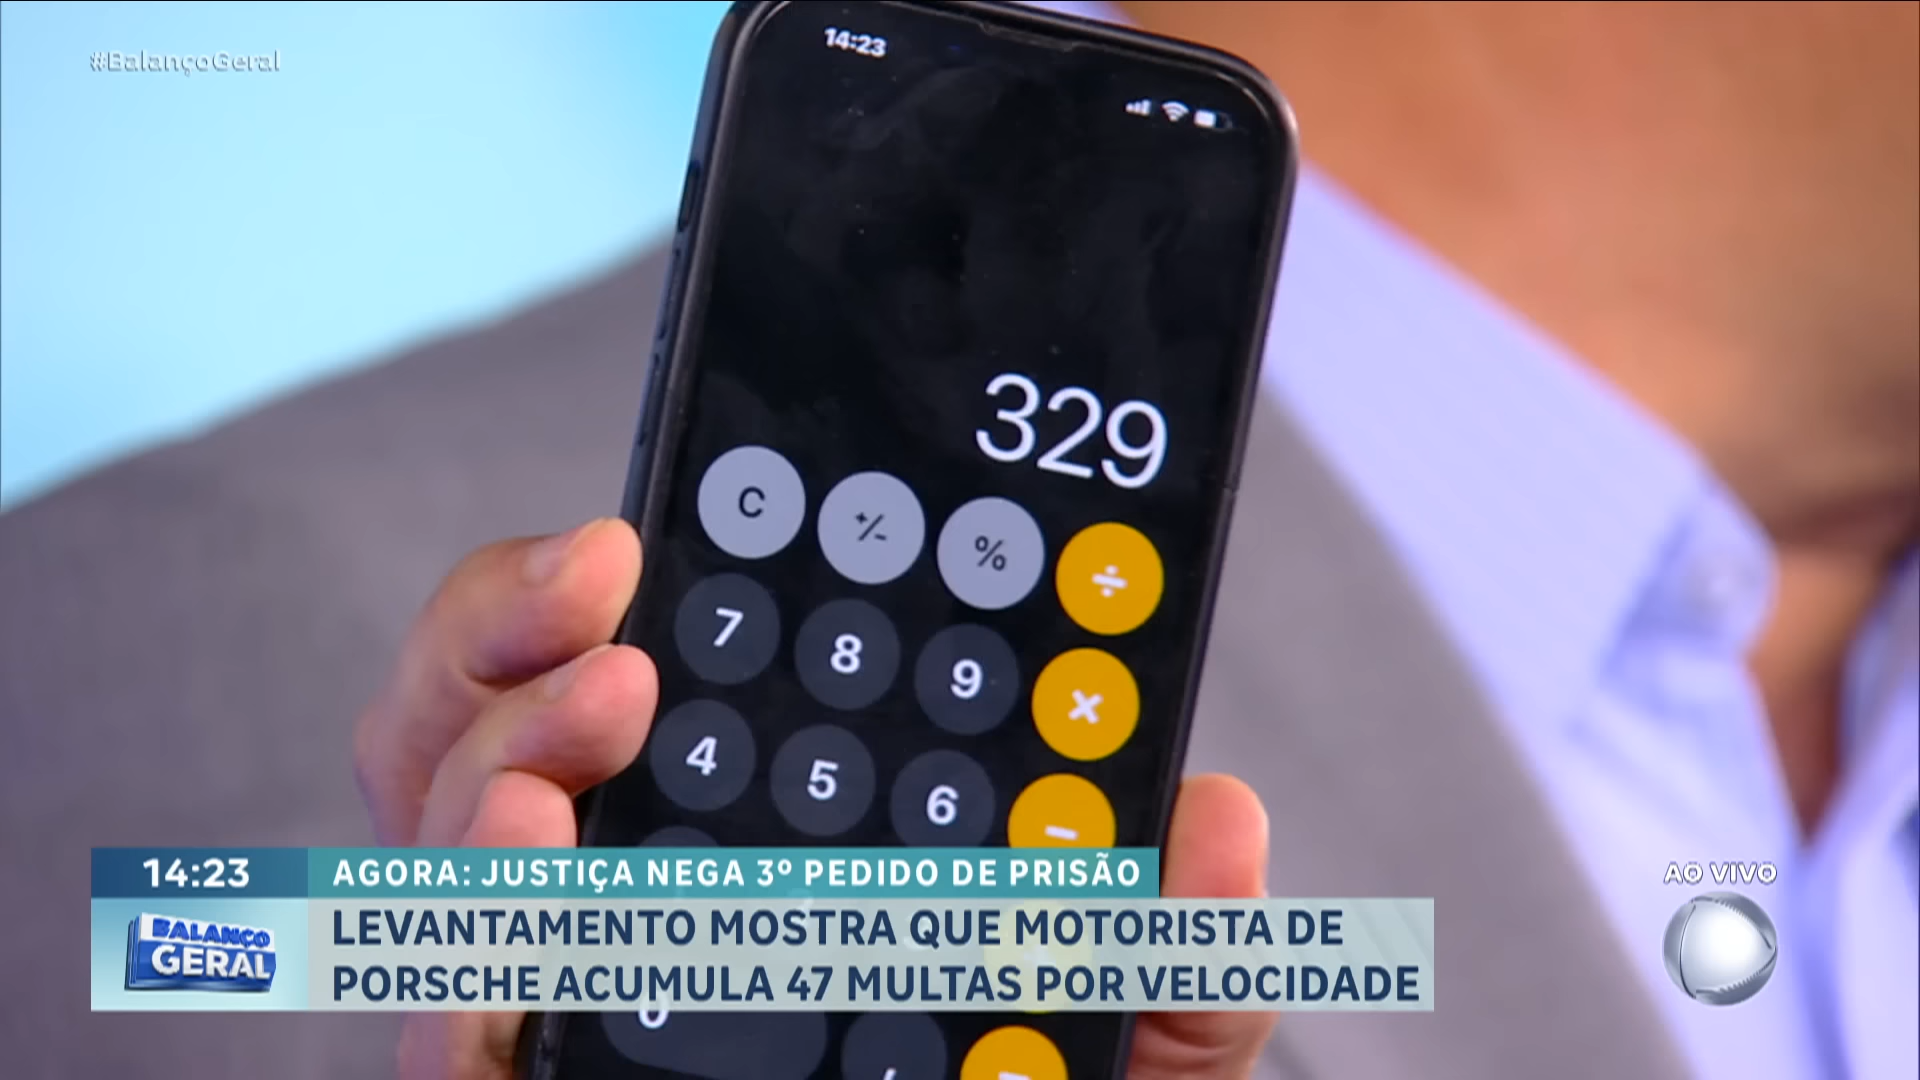 #BalançoGeral
14:23
329
C +/- % ÷
7 8 9 ×
4 5 6 −
0
14:23 AGORA: JUSTIÇA NEGA 3º PEDIDO DE PRISÃO
BALANÇO GERAL
LEVANTAMENTO MOSTRA QUE MOTORISTA DE
PORSCHE ACUMULA 47 MULTAS POR VELOCIDADE
AO VIVO